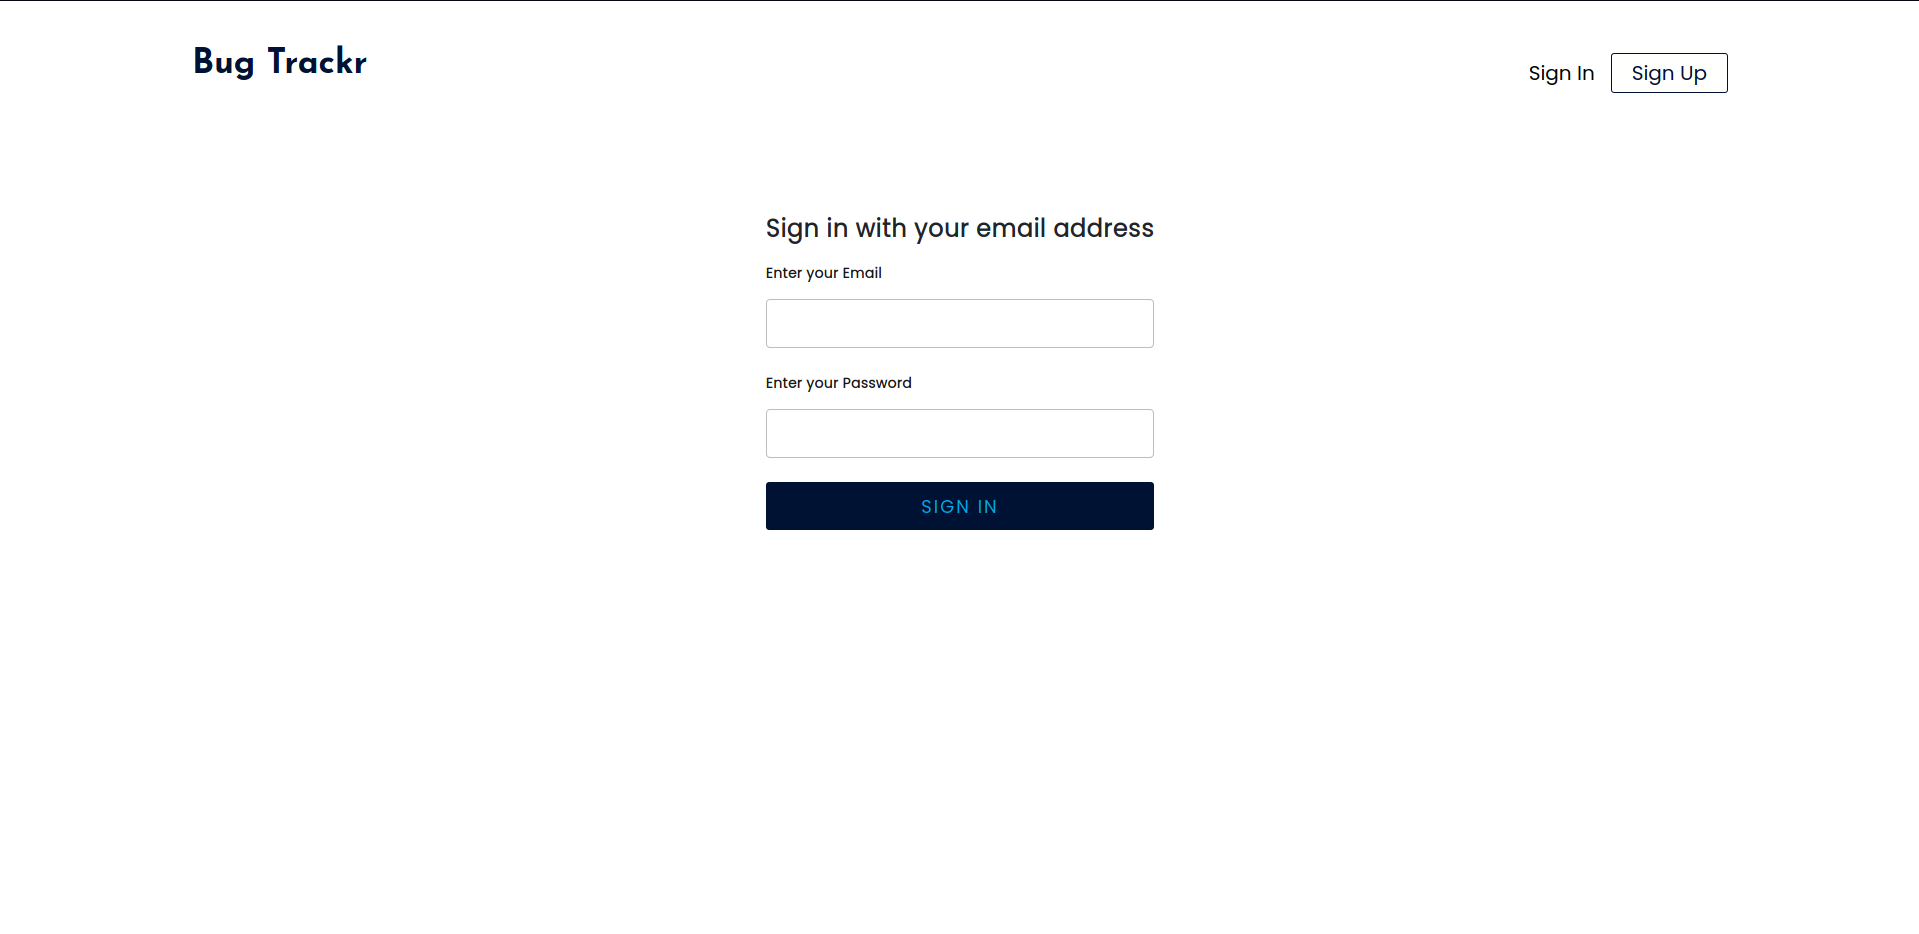 Bug Trackr
Sign In
Sign Up
Sign in with your email address
Enter your Email
Enter your Password
SIGN IN